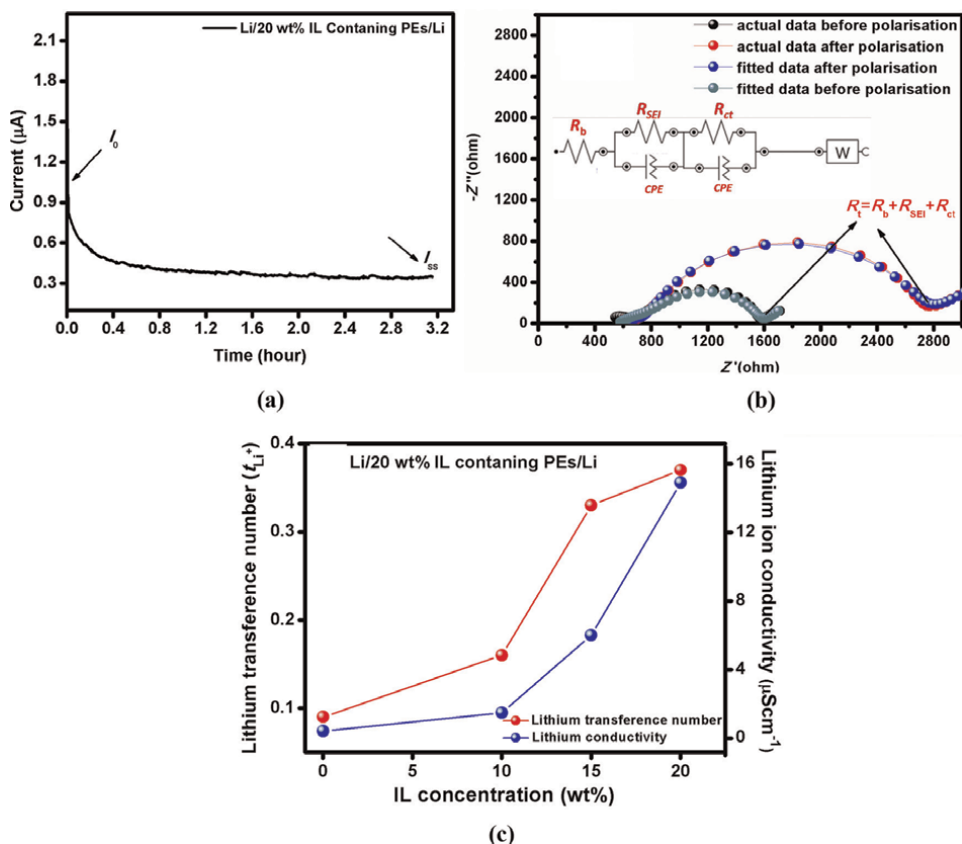 (a)
Li/20 wt% IL Contaning PEs/Li
2.1
1.8
1.5
1.2
0.9
0.6
0.3
0.0
0.4
0.8
1.2
1.6
2.0
2.4
2.8
3.2
Current (μA)
Time (hour)
I₀
Iss
(a)
(b)
actual data before polarisation
actual data after polarisation
fitted data after polarisation
fitted data before polarisation
2800
2400
2000
1600
1200
800
400
0
0
400
800
1200
1600
2000
2400
2800
-Z''(ohm)
Z'(ohm)
Rb
RSEI
Rct
CPE
CPE
W
Rt=Rb+RSEI+Rct
(b)
Li/20 wt% IL contaning PEs/Li
0.4
0.3
0.2
0.1
Lithium transference number (tLi⁺)
16
12
8
4
0
Lithium ion conductivity (μScm⁻¹)
Lithium transference number
Lithium conductivity
0
5
10
15
20
IL concentration (wt%)
(c)